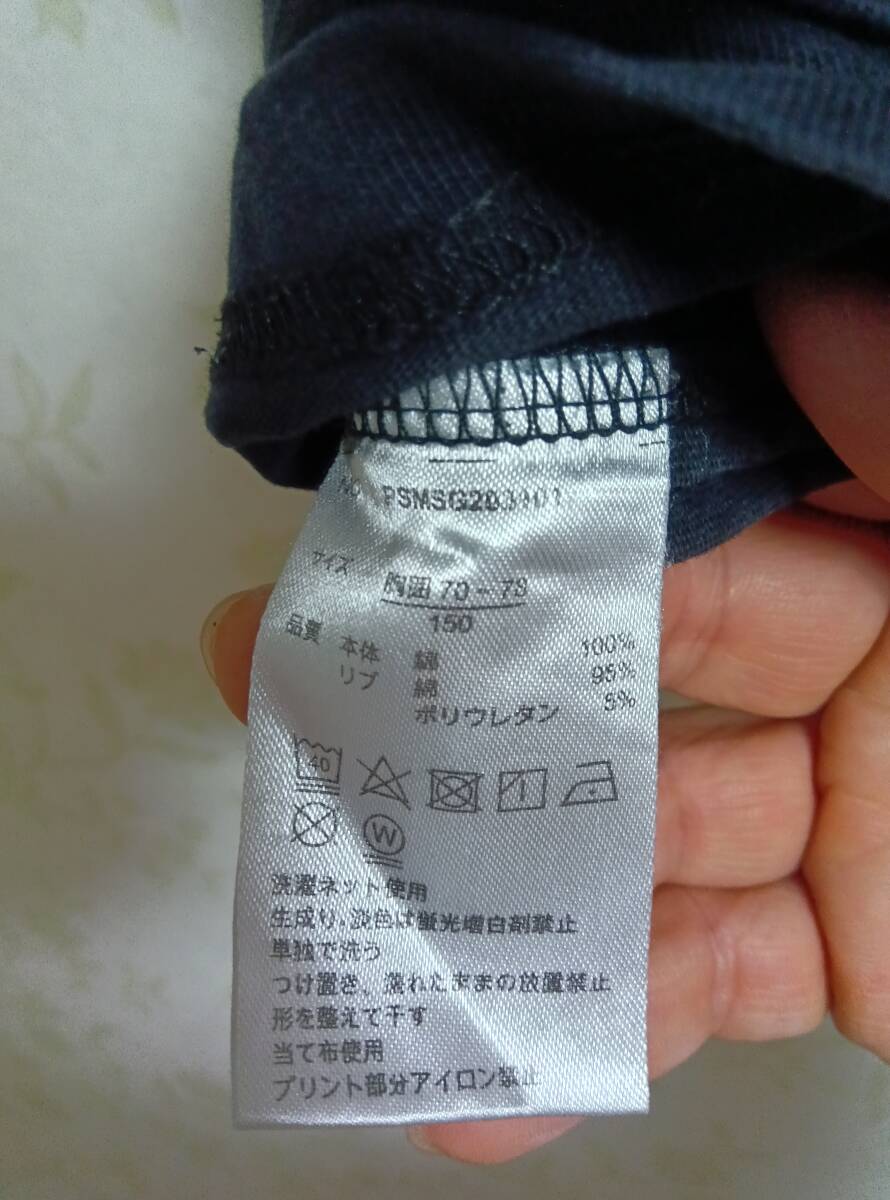 NO. PSMSG203101
サイズ 胸囲 70~78
150
品質 本体 綿 100%
リブ 綿 95%
ポリウレタン 5%
40
W
洗濯ネット使用
生成り、淡色は蛍光増白剤禁止
単独で洗う
つけ置き、濡れたままの放置禁止
形を整えて干す
当て布使用
プリント部分アイロン禁止